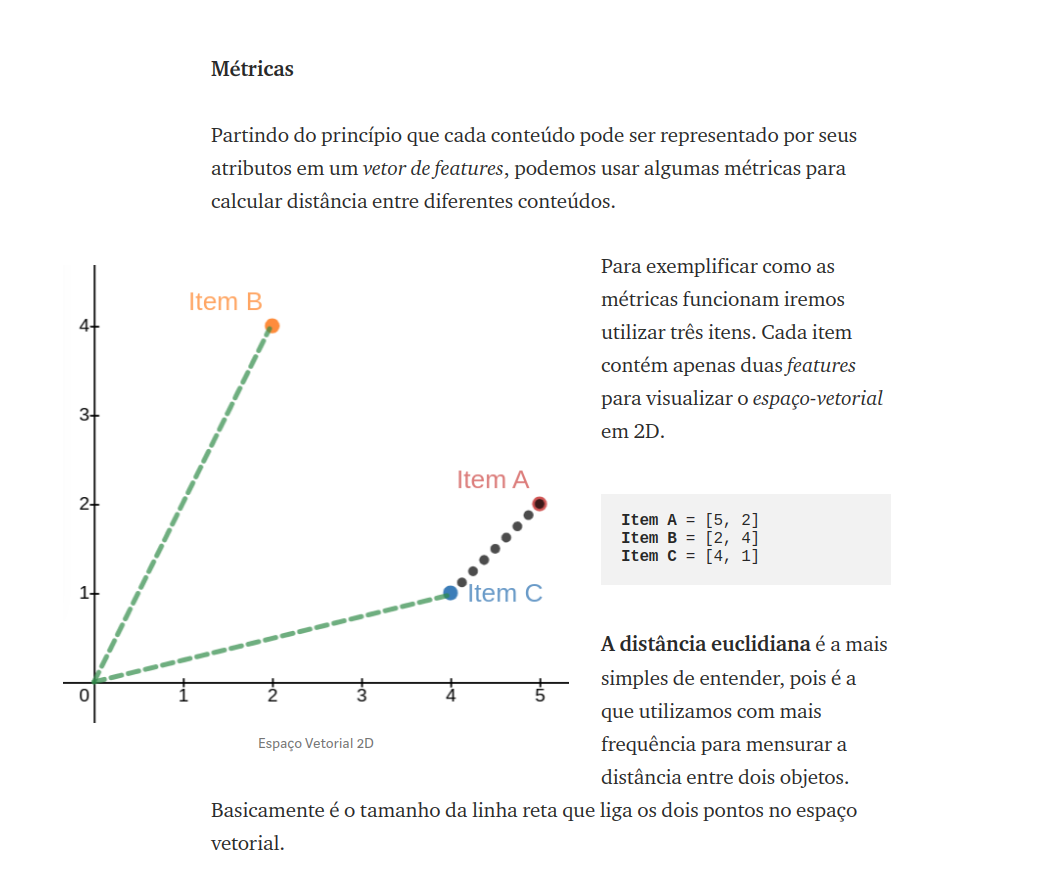 Métricas
Partindo do princípio que cada conteúdo pode ser representado por seus
atributos em um vetor de features, podemos usar algumas métricas para
calcular distância entre diferentes conteúdos.
Item B
4
3
Item A
2
1
Item C
0
1
2
3
4
5
Espaço Vetorial 2D
Para exemplificar como as
métricas funcionam iremos
utilizar três itens. Cada item
contém apenas duas features
para visualizar o espaço-vetorial
em 2D.
Item A = [5, 2]
Item B = [2, 4]
Item C = [4, 1]
A distância euclidiana é a mais
simples de entender, pois é a
que utilizamos com mais
frequência para mensurar a
distância entre dois objetos.
Basicamente é o tamanho da linha reta que liga os dois pontos no espaço
vetorial.